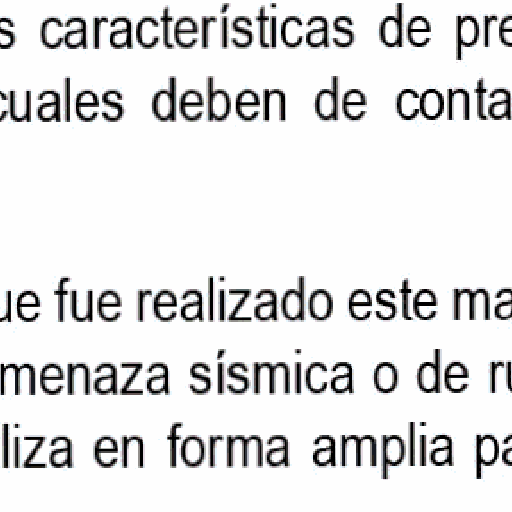 s características de pre
cuales deben de conta
ue fue realizado este ma
menaza sísmica o de ru
liza en forma amplia pa